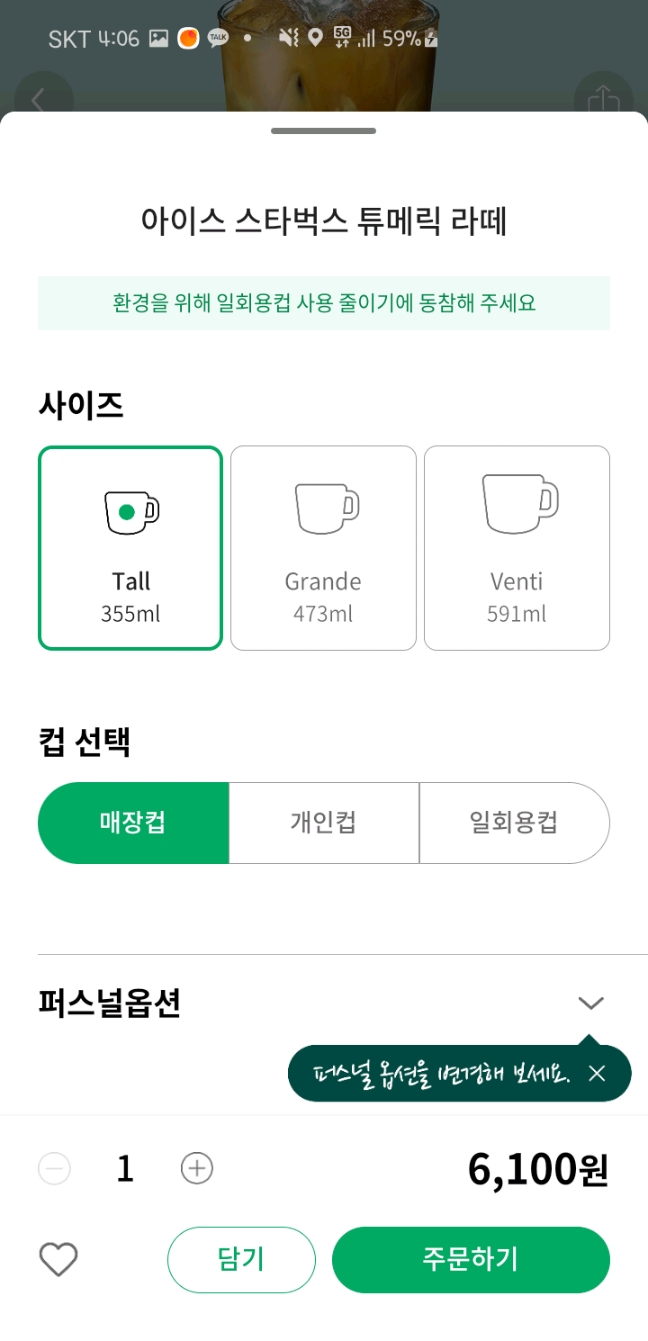 SKT 4:06 TALK 5G 59%
아이스 스타벅스 튜메릭 라떼
환경을 위해 일회용컵 사용 줄이기에 동참해 주세요
사이즈
Tall Grande Venti
355ml 473ml 591ml
컵 선택
매장컵 개인컵 일회용컵
퍼스널옵션
퍼스널 옵션을 변경해 보세요.
1 6,100원
담기 주문하기